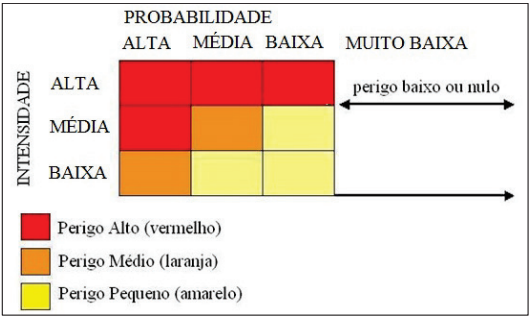 PROBABILIDADE
ALTA MÉDIA BAIXA MUITO BAIXA
INTENSIDADE
ALTA
perigo baixo ou nulo
MÉDIA
BAIXA
Perigo Alto (vermelho)
Perigo Médio (laranja)
Perigo Pequeno (amarelo)